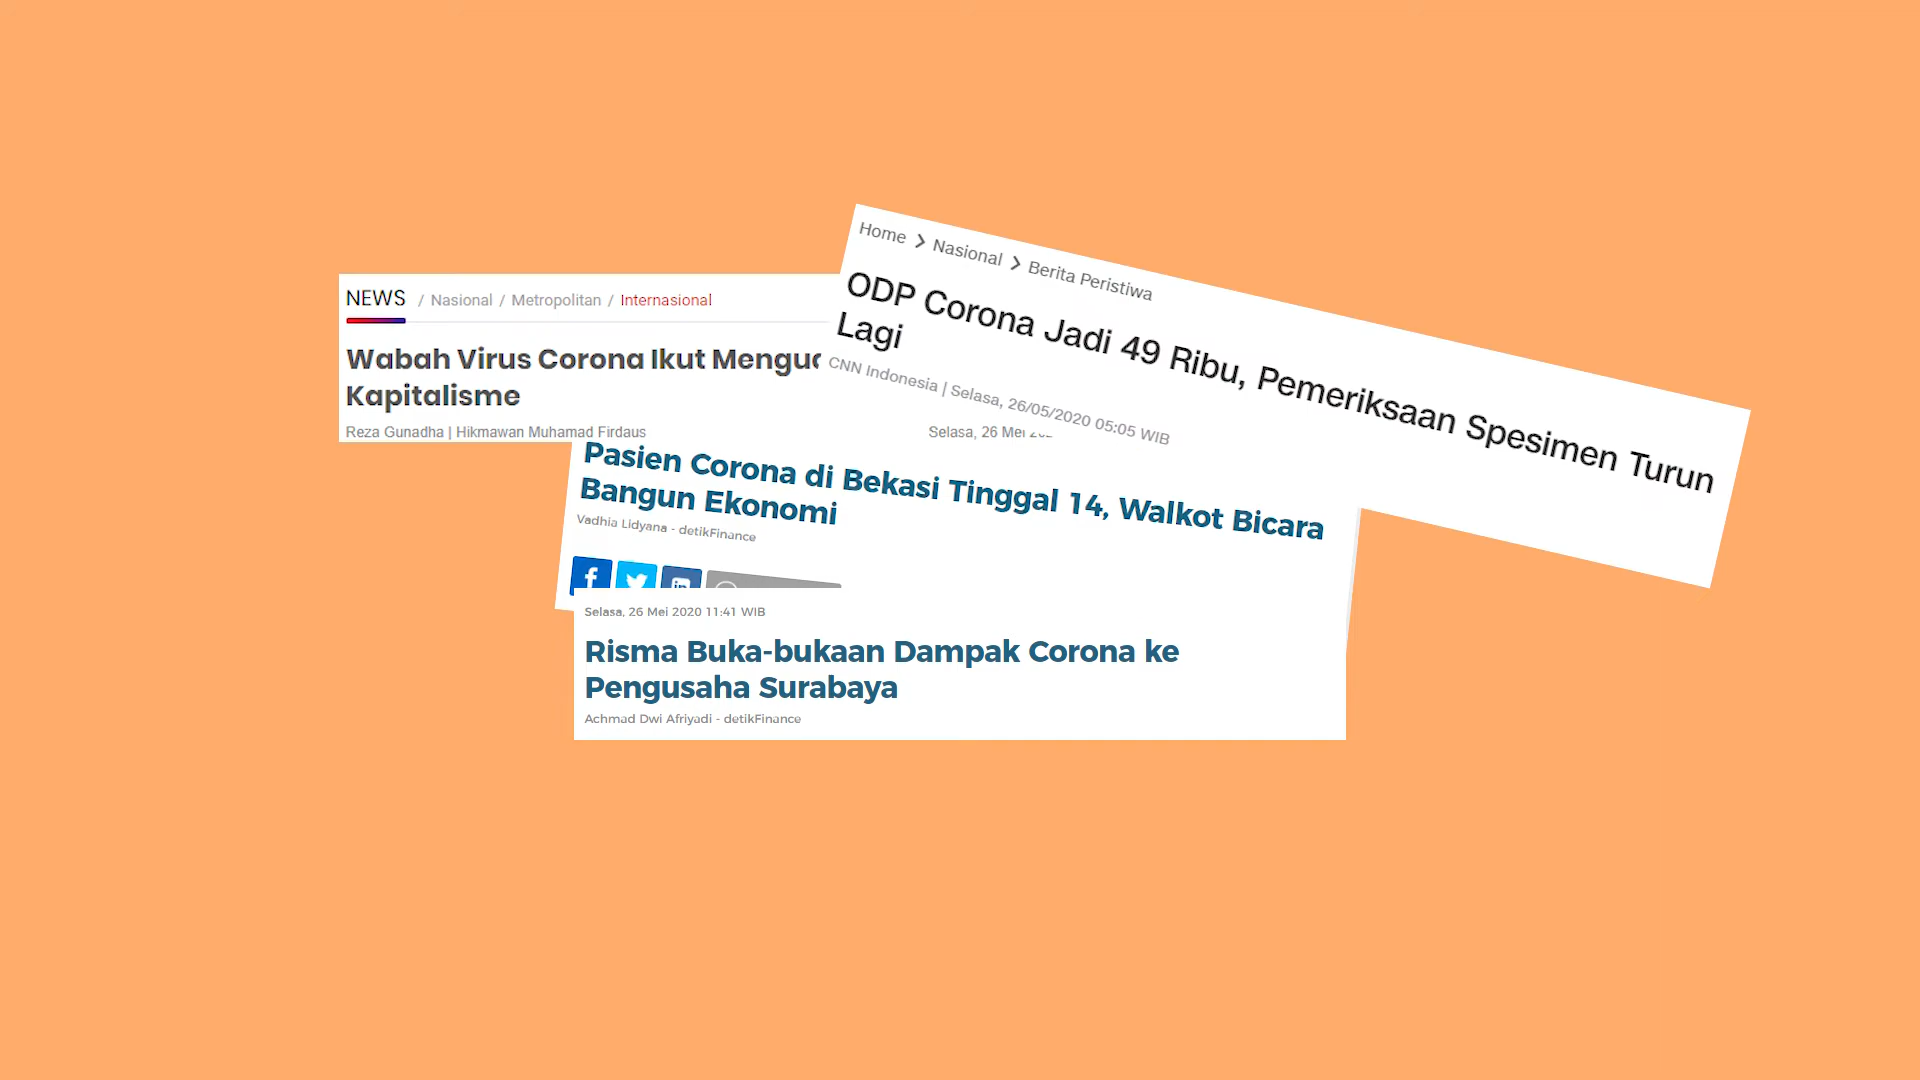 NEWS / Nasional / Metropolitan / Internasional
Wabah Virus Corona Ikut
Kapitalisme
Reza Gunadha | Hikmawan Muhamad Firdaus
Selasa, 26 Mei
Home > Nasional > Berita Peristiwa
ODP Corona Jadi 49 Ribu, Pemeriksaan Spesimen Turun
Lagi
CNN Indonesia | Selasa, 26/05/2020 05:05 WIB
Pasien Corona di Bekasi Tinggal 14, Walkot Bicara
Bangun Ekonomi
Vadhia Lidyana - detikFinance
Selasa, 26 Mei 2020 11:41 WIB
Risma Buka-bukaan Dampak Corona ke
Pengusaha Surabaya
Achmad Dwi Afriyadi - detikFinance